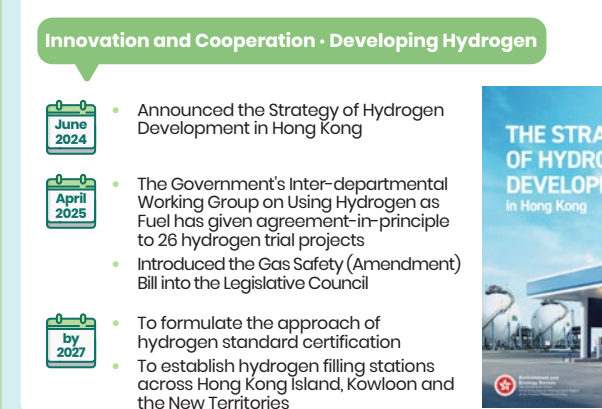 Innovation and Cooperation · Developing Hydrogen
June
2024
Announced the Strategy of Hydrogen
Development in Hong Kong
April
2025
The Government's Inter-departmental
Working Group on Using Hydrogen as
Fuel has given agreement-in-principle
to 26 hydrogen trial projects
Introduced the Gas Safety (Amendment)
Bill into the Legislative Council
by
2027
To formulate the approach of
hydrogen standard certification
To establish hydrogen filling stations
across Hong Kong Island, Kowloon and
the New Territories
THE STRA
OF HYDRO
DEVELOP
in Hong Kong
Environment and
Ecology Bureau